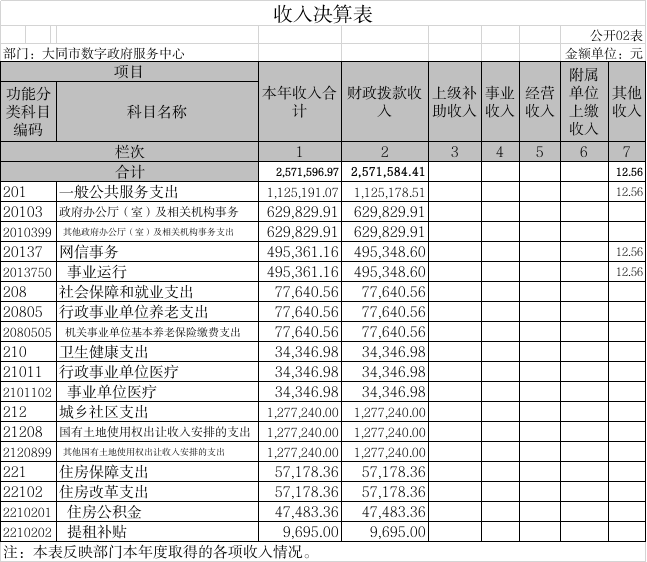 收入决算表
公开02表
部门：大同市数字政府服务中心 金额单位：元
项目 本年收入合计 财政拨款收入 上级补助收入 事业收入 经营收入 附属单位上缴收入 其他收入
功能分类科目编码 科目名称
栏次 1 2 3 4 5 6 7
合计 2,571,596.97 2,571,584.41 12.56
201 一般公共服务支出 1,125,191.07 1,125,178.51 12.56
20103 政府办公厅（室）及相关机构事务 629,829.91 629,829.91
2010399 其他政府办公厅（室）及相关机构事务支出 629,829.91 629,829.91
20137 网信事务 495,361.16 495,348.60 12.56
2013750 事业运行 495,361.16 495,348.60 12.56
208 社会保障和就业支出 77,640.56 77,640.56
20805 行政事业单位养老支出 77,640.56 77,640.56
2080505 机关事业单位基本养老保险缴费支出 77,640.56 77,640.56
210 卫生健康支出 34,346.98 34,346.98
21011 行政事业单位医疗 34,346.98 34,346.98
2101102 事业单位医疗 34,346.98 34,346.98
212 城乡社区支出 1,277,240.00 1,277,240.00
21208 国有土地使用权出让收入安排的支出 1,277,240.00 1,277,240.00
2120899 其他国有土地使用权出让收入安排的支出 1,277,240.00 1,277,240.00
221 住房保障支出 57,178.36 57,178.36
22102 住房改革支出 57,178.36 57,178.36
2210201 住房公积金 47,483.36 47,483.36
2210202 提租补贴 9,695.00 9,695.00
注：本表反映部门本年度取得的各项收入情况。